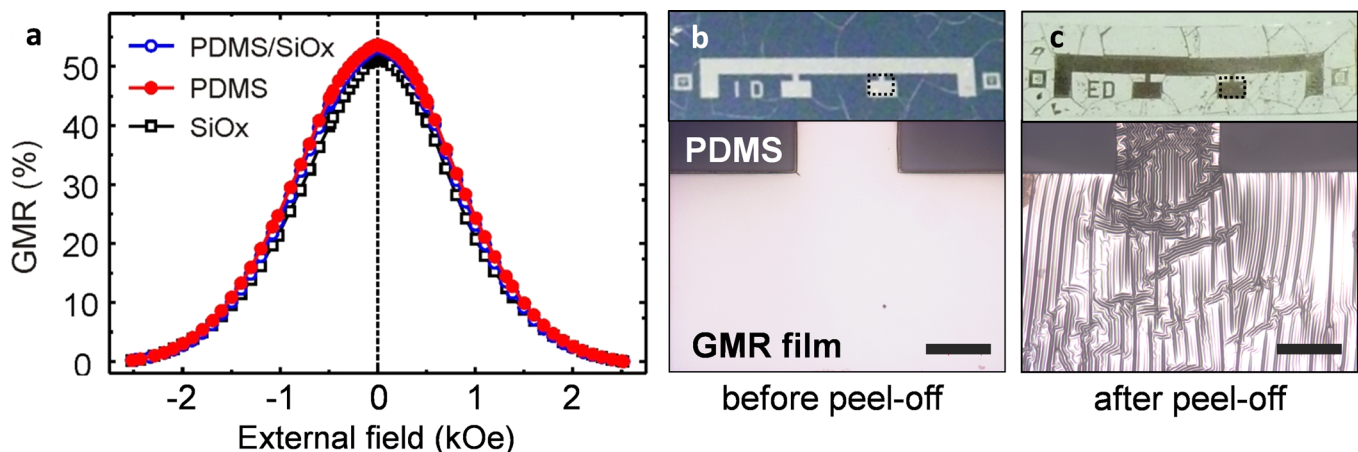 a
PDMS/SiOx
PDMS
SiOx
GMR (%)
50
40
30
20
10
0
-2
-1
0
1
2
External field (kOe)
b
I D
PDMS
GMR film
before peel-off
c
ED
after peel-off